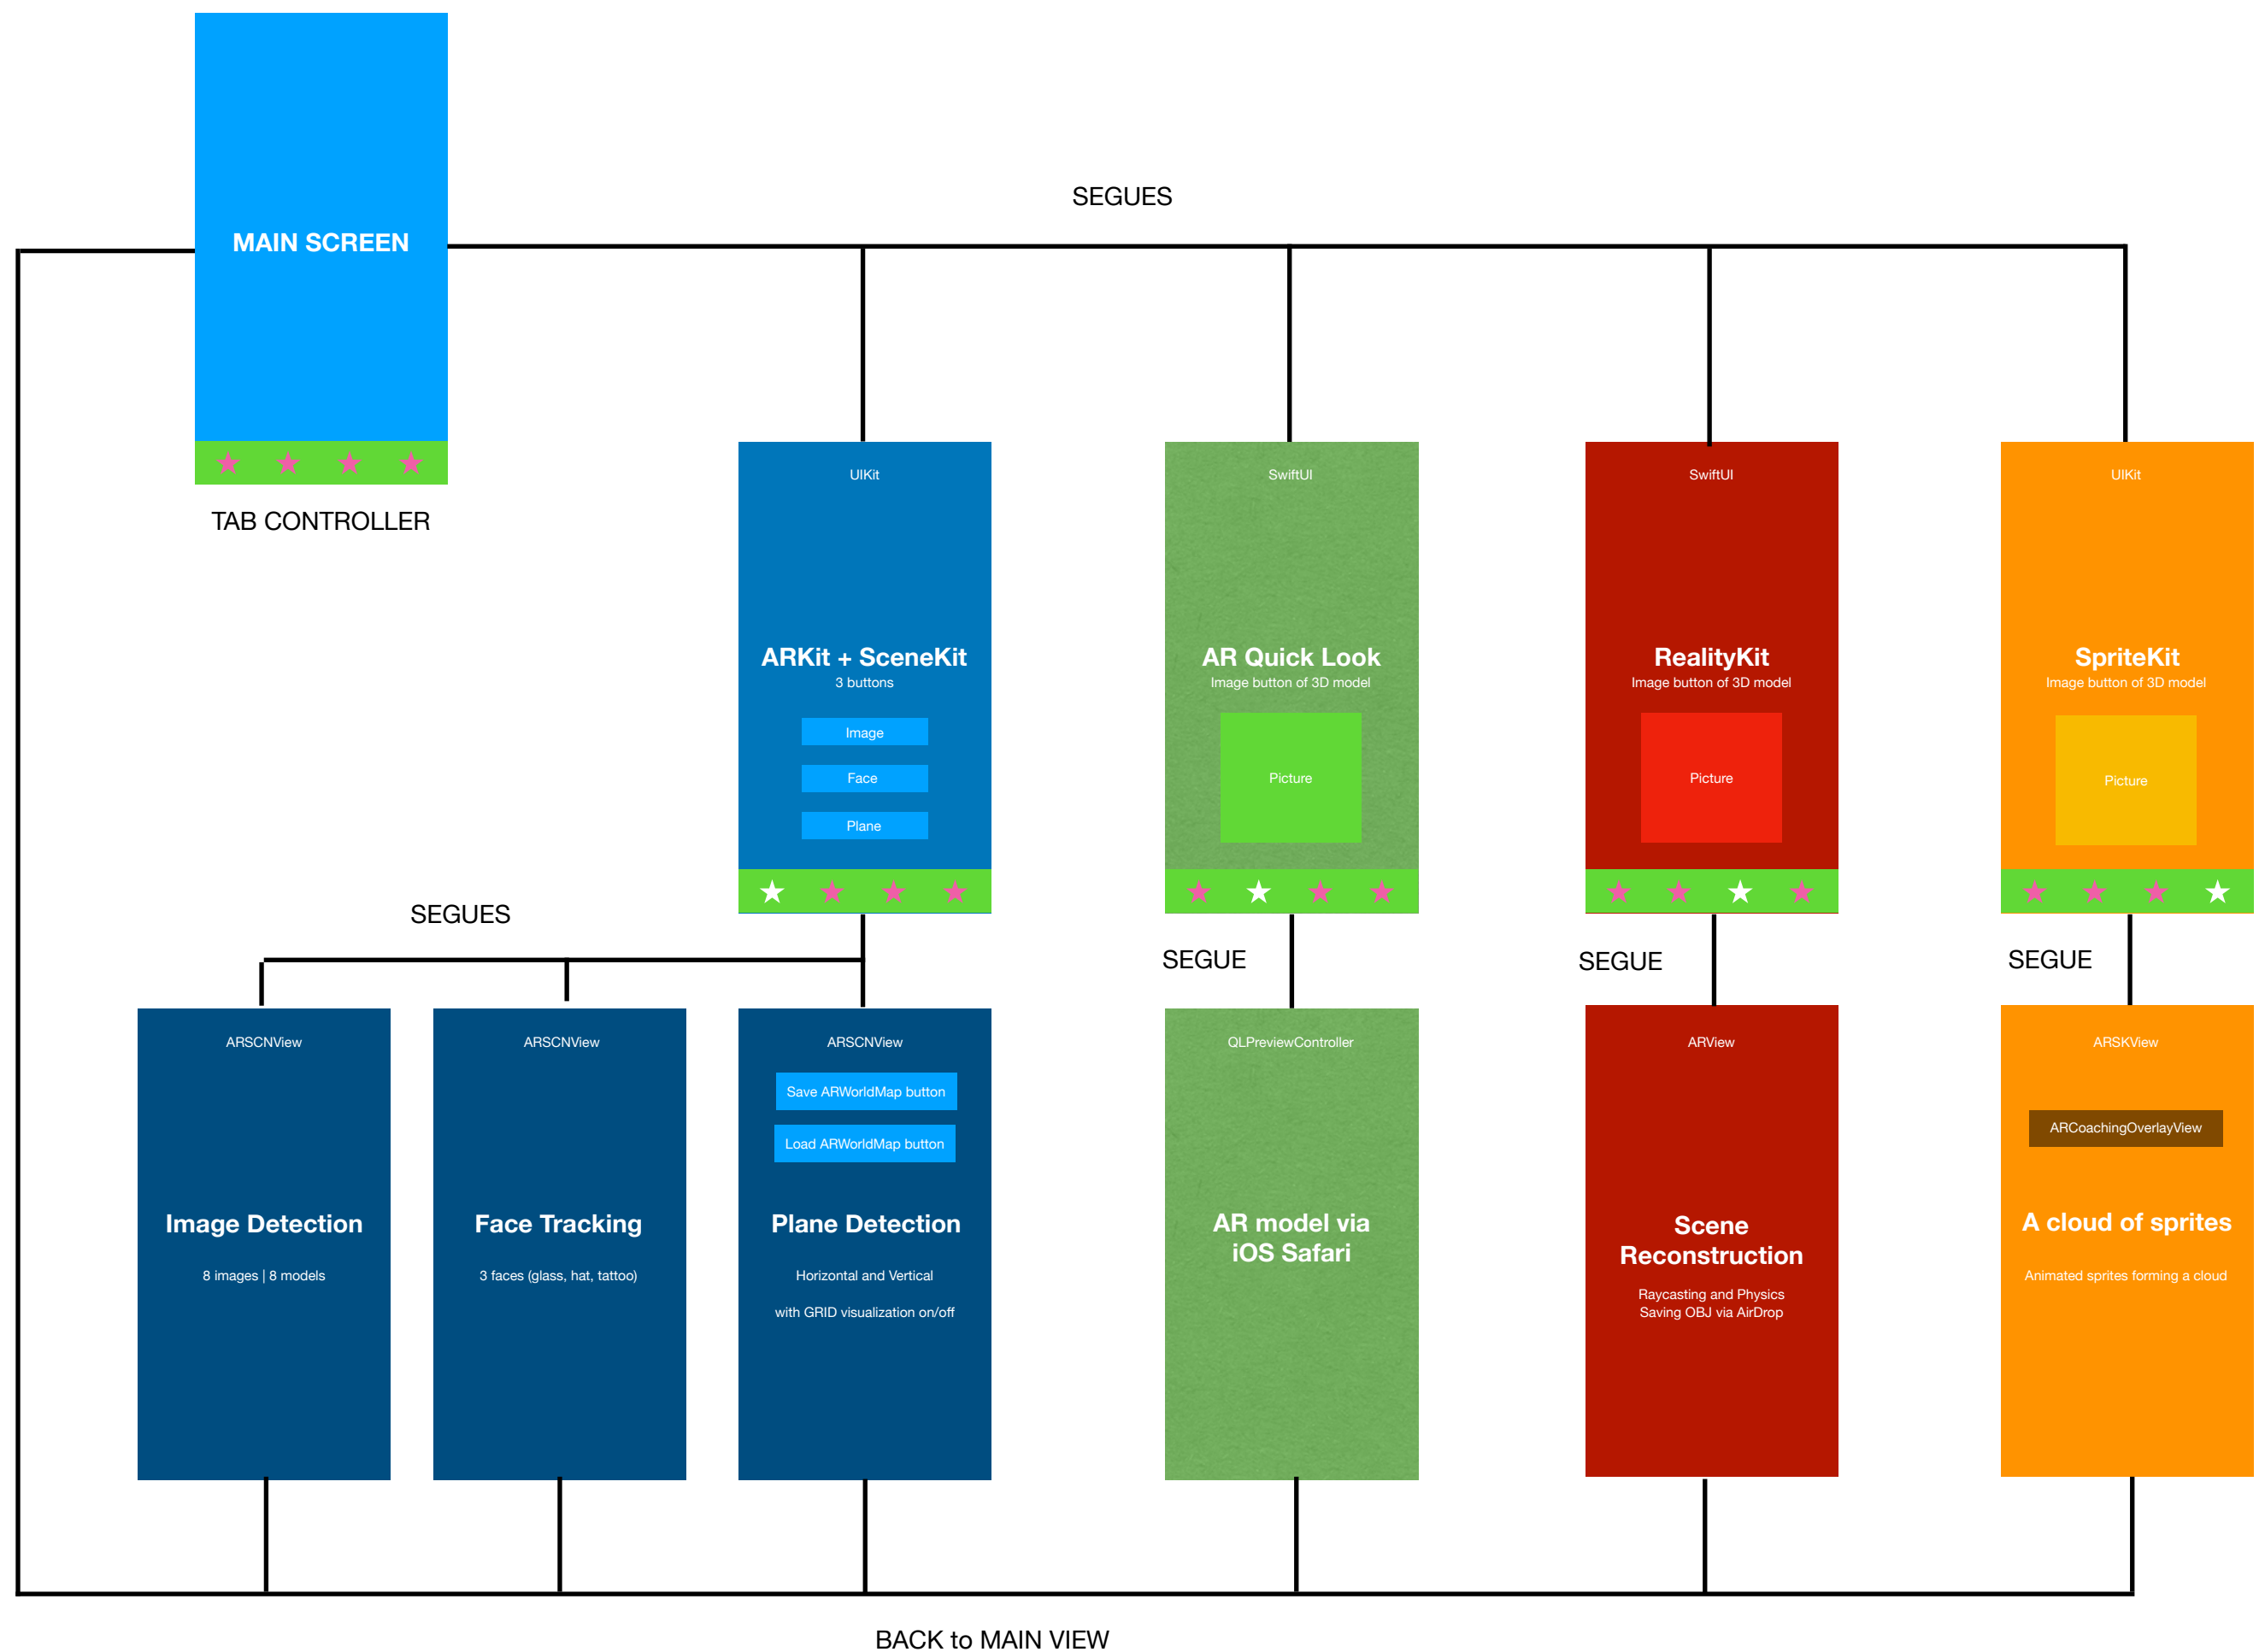 SEGUES
MAIN SCREEN
TAB CONTROLLER
UIKit
ARKit + SceneKit
3 buttons
Image
Face
Plane
SwiftUI
AR Quick Look
Image button of 3D model
Picture
SwiftUI
RealityKit
Image button of 3D model
Picture
UIKit
SpriteKit
Image button of 3D model
Picture
SEGUES
SEGUE
SEGUE
SEGUE
ARSCNView
Image Detection
8 images | 8 models
ARSCNView
Face Tracking
3 faces (glass, hat, tattoo)
ARSCNView
Save ARWorldMap button
Load ARWorldMap button
Plane Detection
Horizontal and Vertical
with GRID visualization on/off
QLPreviewController
AR model via
iOS Safari
ARView
Scene
Reconstruction
Raycasting and Physics
Saving OBJ via AirDrop
ARSKView
ARCoachingOverlayView
A cloud of sprites
Animated sprites forming a cloud
BACK to MAIN VIEW